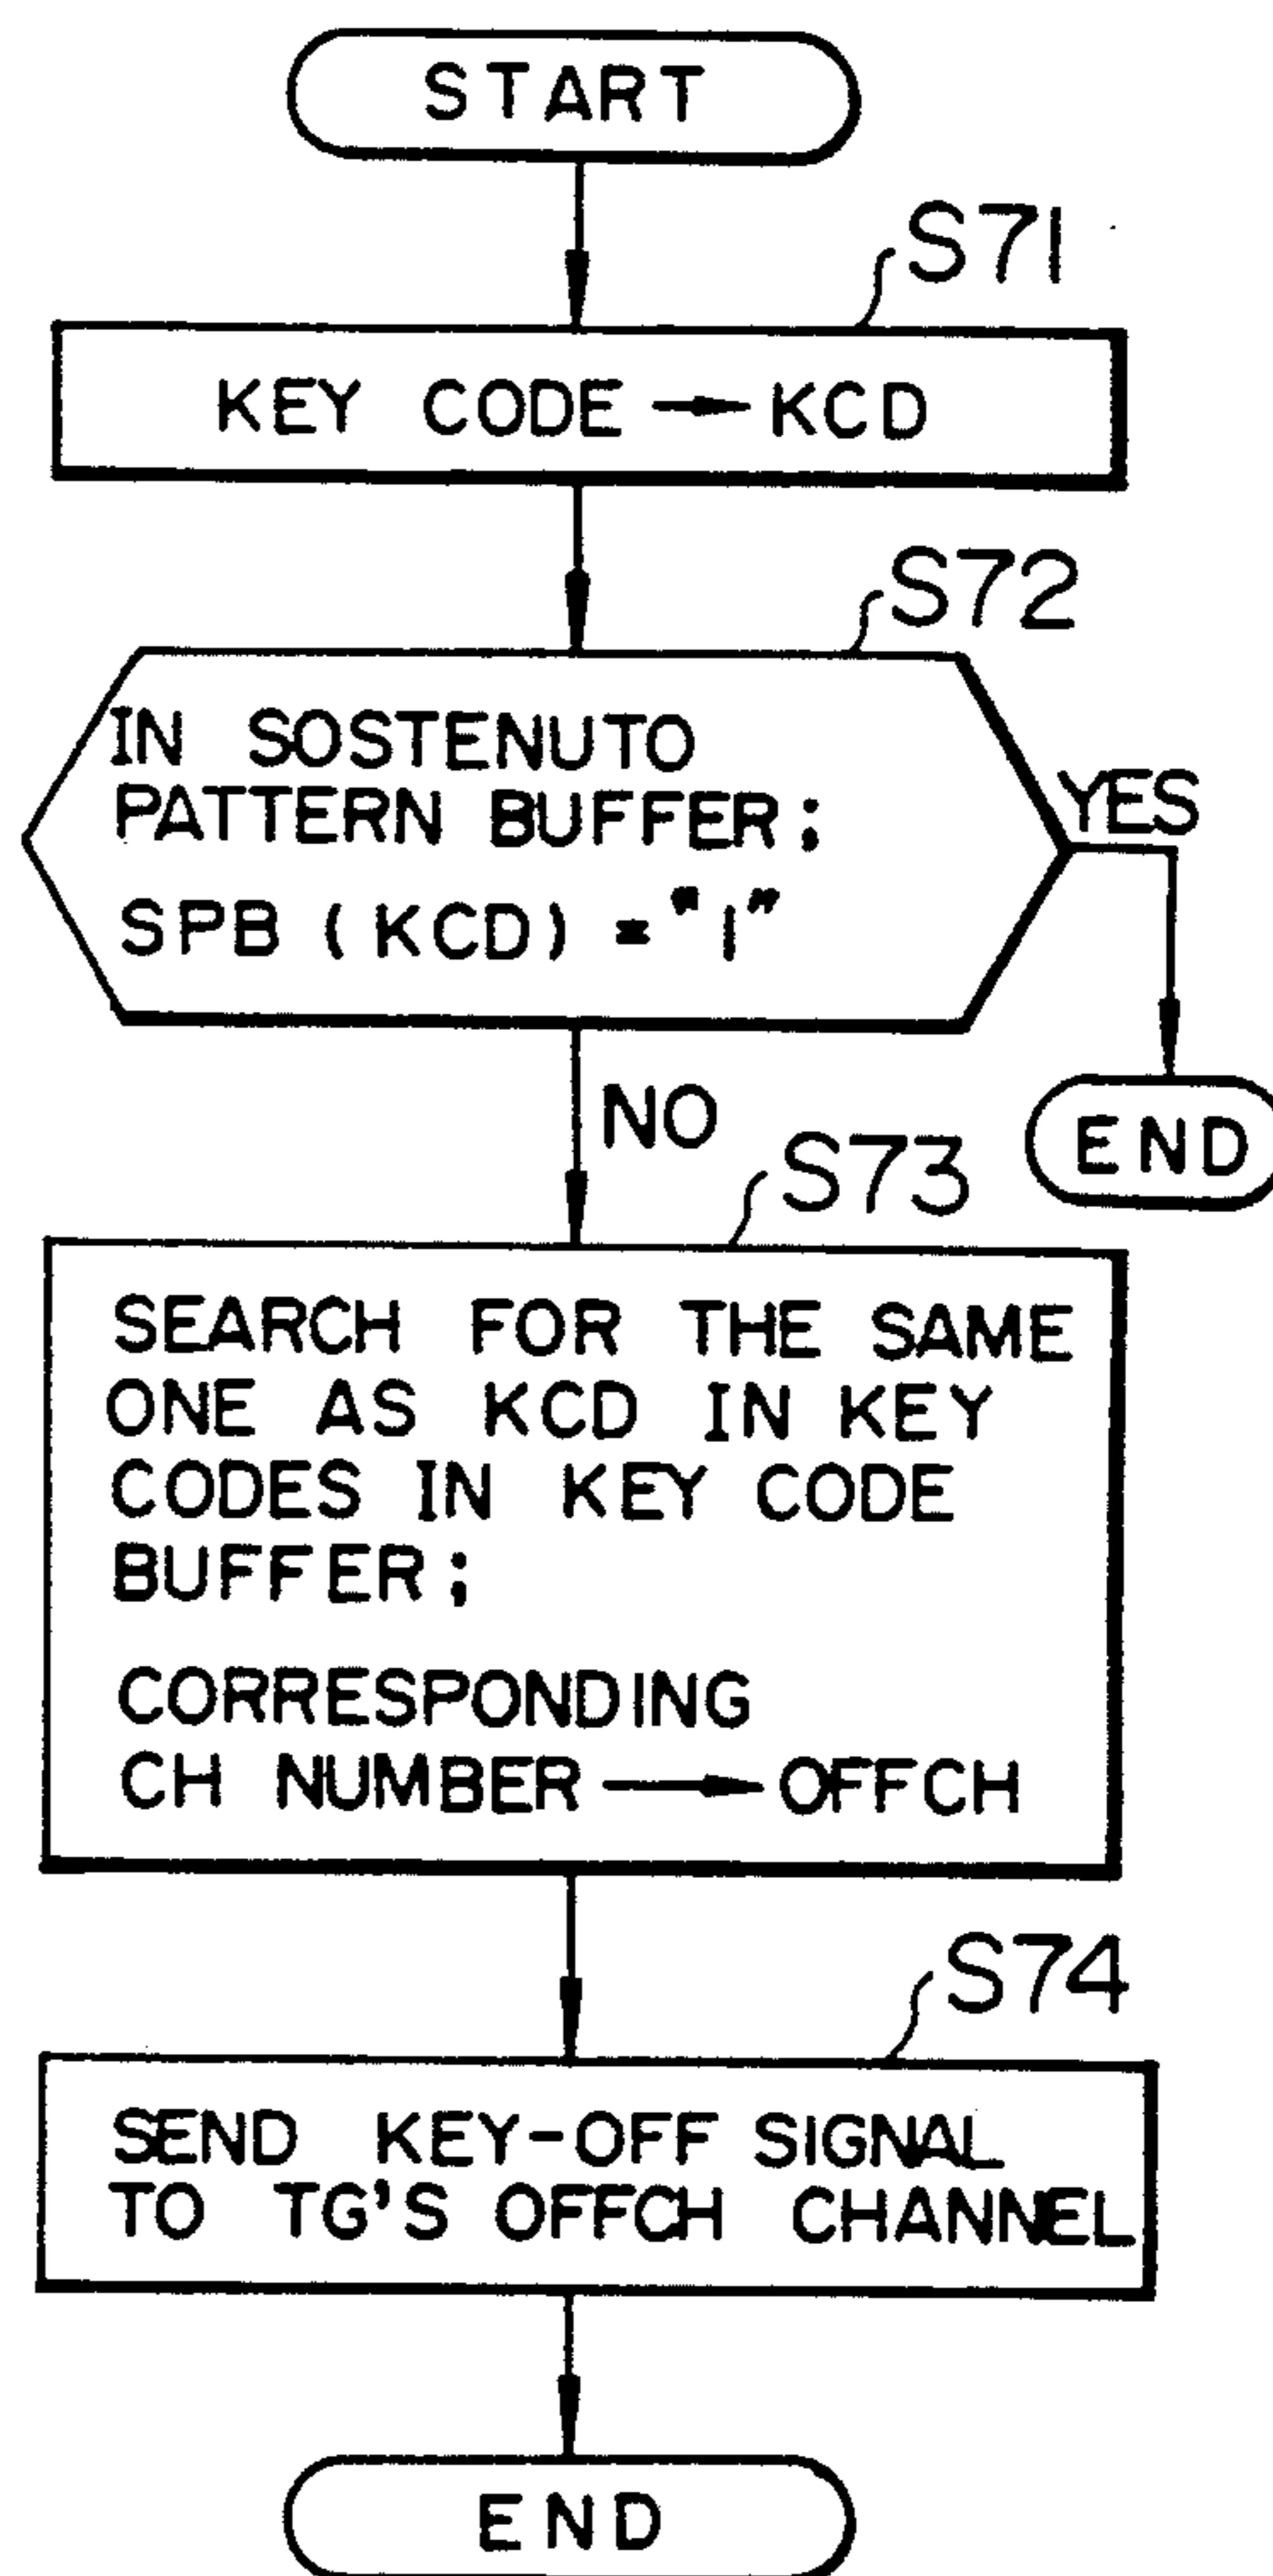 START
S71
KEY CODE → KCD
S72
IN SOSTENUTO
PATTERN BUFFER;
SPB (KCD) = "1"
YES
END
NO
S73
SEARCH FOR THE SAME
ONE AS KCD IN KEY
CODES IN KEY CODE
BUFFER;
CORRESPONDING
CH NUMBER → OFFCH
S74
SEND KEY-OFF SIGNAL
TO TG'S OFFCH CHANNEL
END